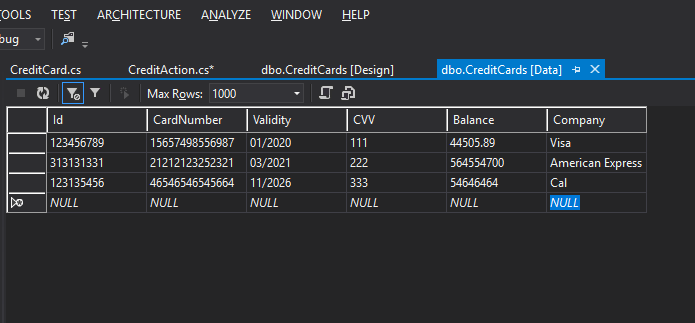 TOOLS TEST ARCHITECTURE ANALYZE WINDOW HELP
bug
CreditCard.cs CreditAction.cs* dbo.CreditCards [Design] dbo.CreditCards [Data]
Max Rows: 1000
Id CardNumber Validity CVV Balance Company
123456789 15657498556987 01/2020 111 44505.89 Visa
313131331 21212123252321 03/2021 222 564554700 American Express
123135456 46546546545664 11/2026 333 54646464 Cal
NULL NULL NULL NULL NULL NULL